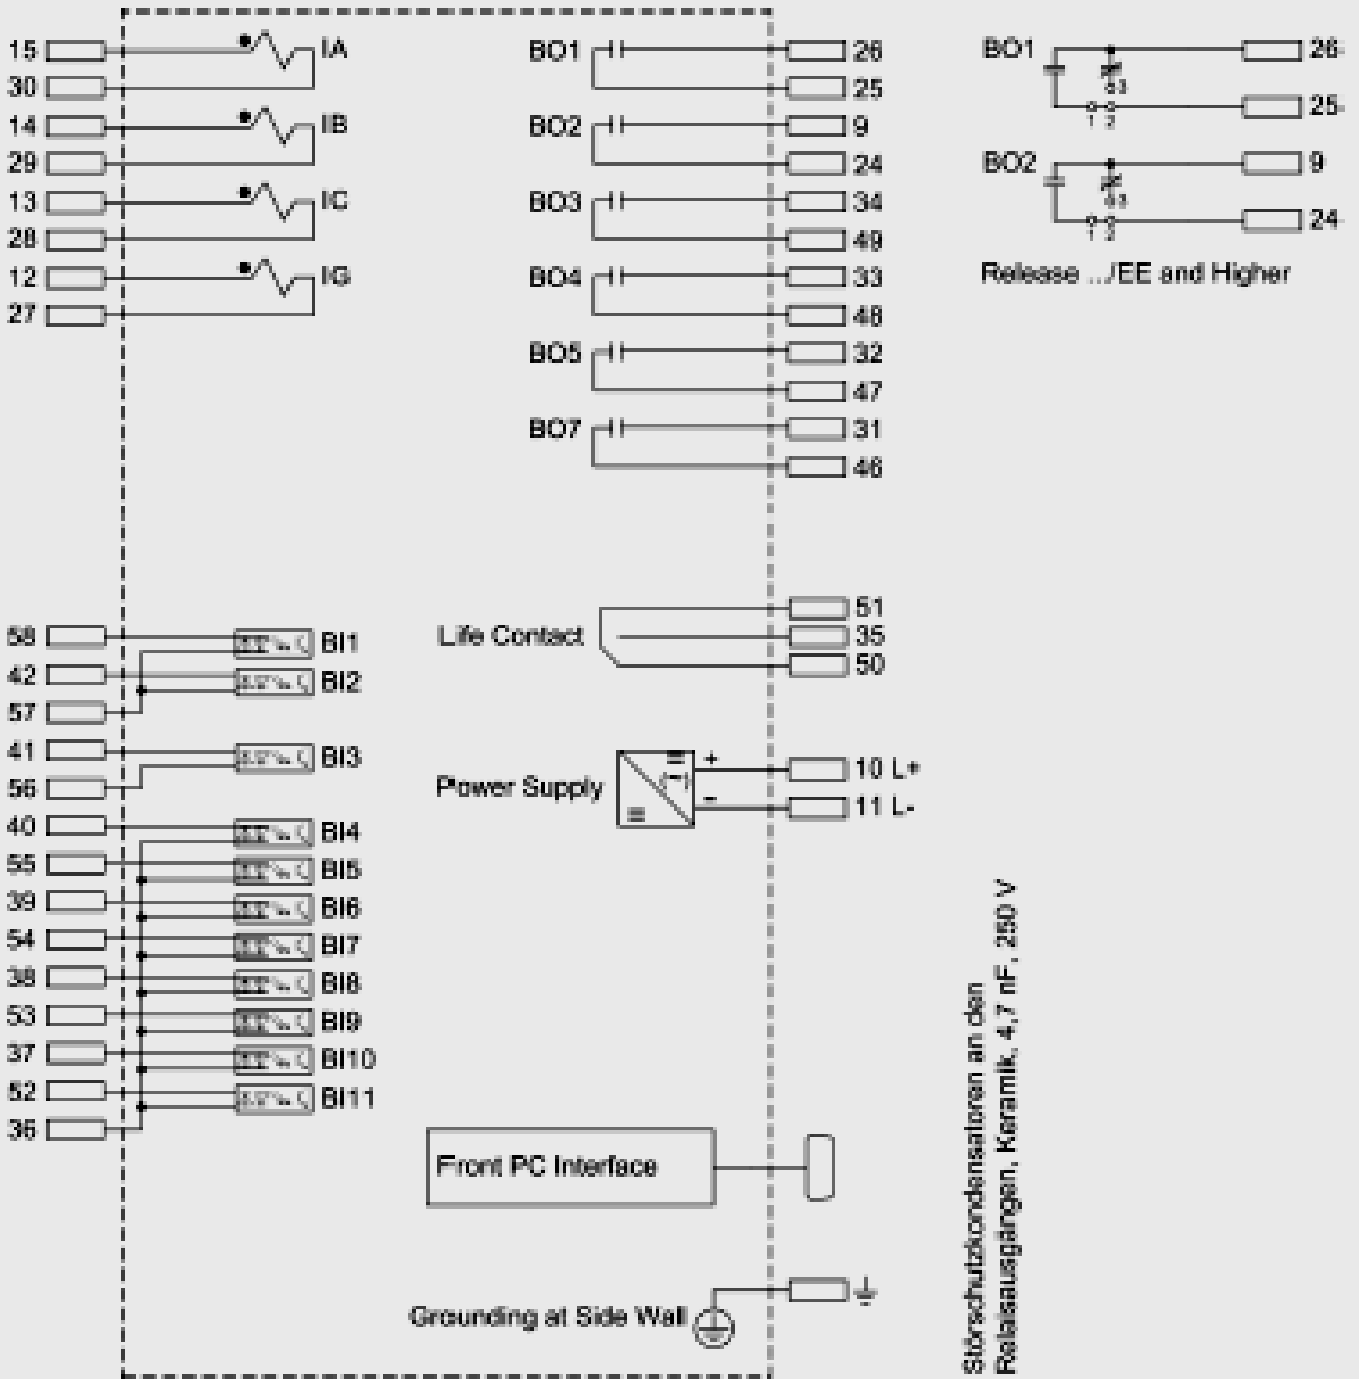 15 IA BO1 26 BO1 26
30 25 25
14 IB BO2 9
29 24 BO2 9
13 IC BO3 34 24
28 49
12 IG BO4 33 Release .../EE and Higher
27 48
BO5 32
47
BO7 31
46
51
58 BI1 Life Contact 35
50
42 BI2
57
41 BI3 10 L+
56 Power Supply + -
40 BI4 11 L-
55 BI5
39 BI6
54 BI7
38 BI8
53 BI9
37 BI10
52 BI11
36
Front PC Interface
Grounding at Side Wall
Störschutzkondensatoren an den
Relaisausgängen, Keramik, 4,7 nF, 250 V